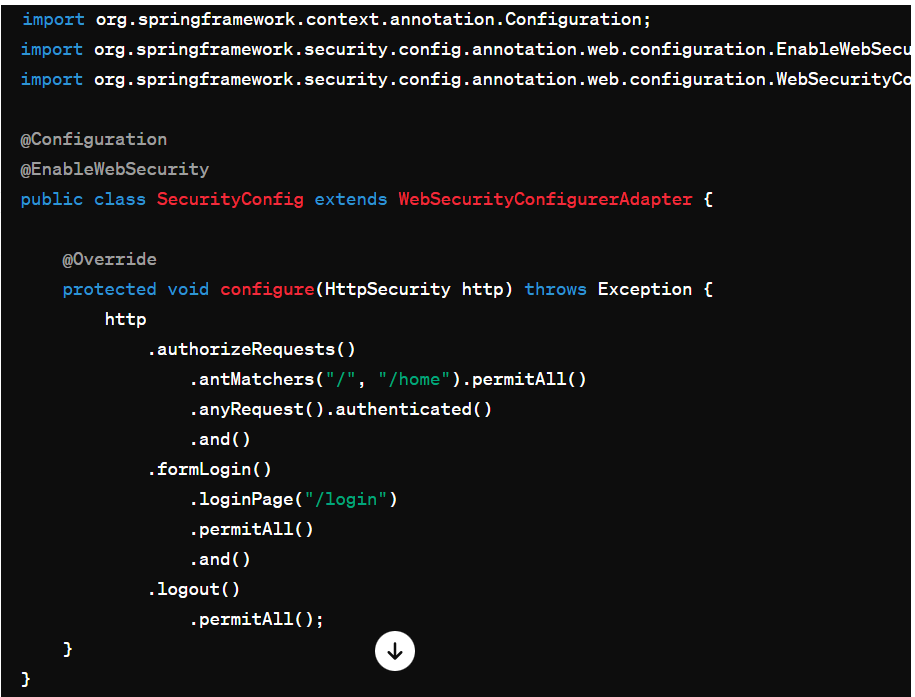 import org.springframework.context.annotation.Configuration;
import org.springframework.security.config.annotation.web.configuration.EnableWebSecu
import org.springframework.security.config.annotation.web.configuration.WebSecurityCo
@Configuration
@EnableWebSecurity
public class SecurityConfig extends WebSecurityConfigurerAdapter {
@Override
protected void configure(HttpSecurity http) throws Exception {
http
.authorizeRequests()
.antMatchers("/", "/home").permitAll()
.anyRequest().authenticated()
.and()
.formLogin()
.loginPage("/login")
.permitAll()
.and()
.logout()
.permitAll();
}
}